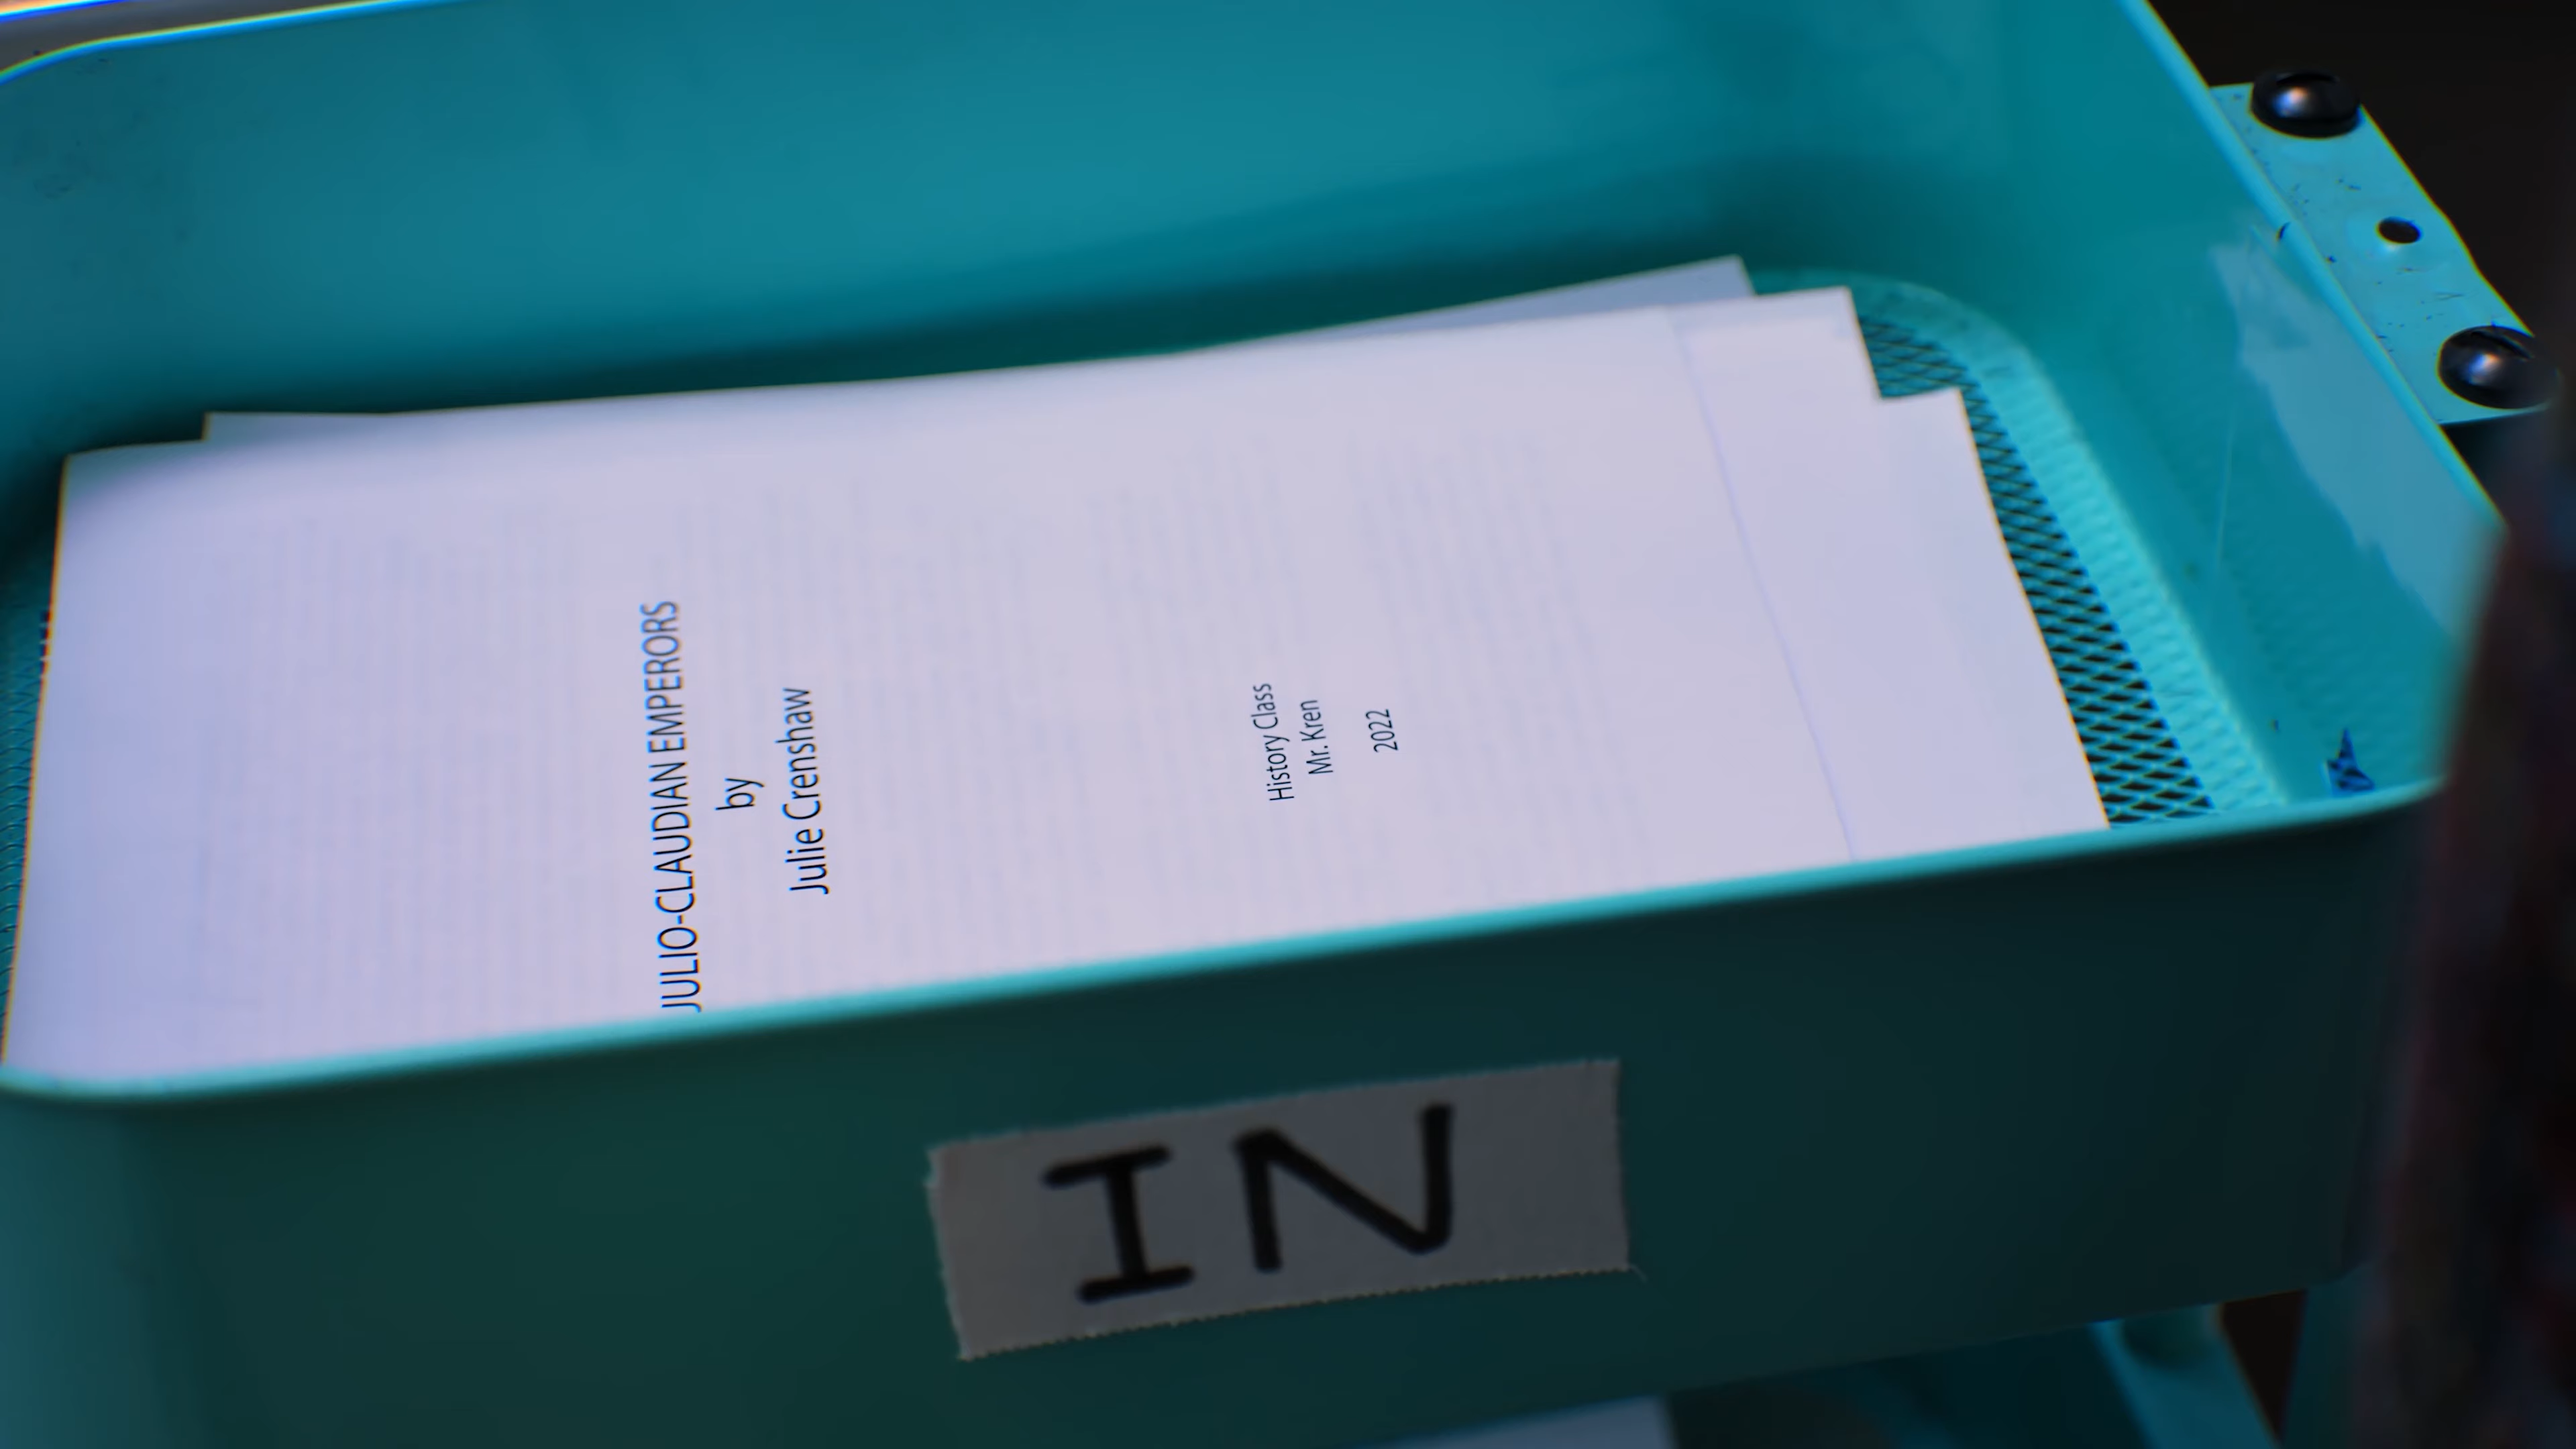 JULIO-CLAUDIAN EMPERORS
by
Julie Crenshaw
History Class
Mr. Kren
2022
IN